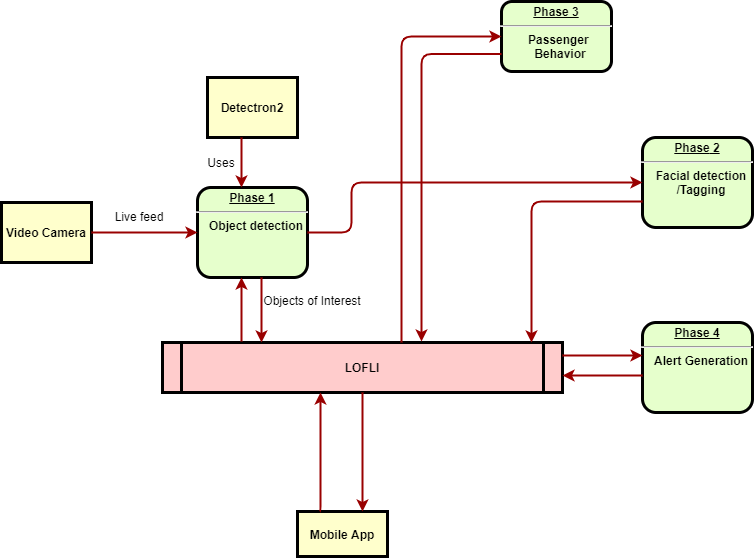 Phase 3
Passenger
Behavior
Detectron2
Uses
Phase 2
Facial detection
/Tagging
Phase 1
Object detection
Video Camera
Live feed
Objects of Interest
Phase 4
Alert Generation
LOFLI
Mobile App